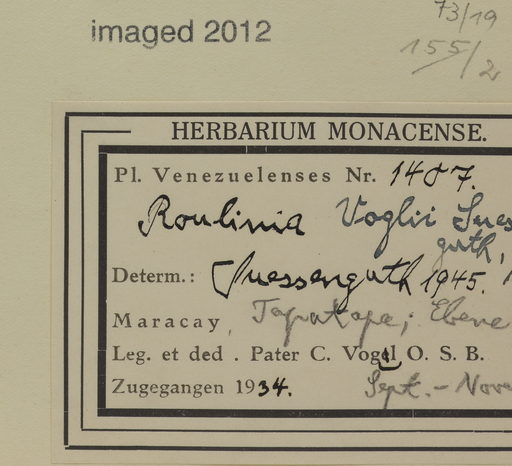 73/19
155/2
imaged 2012
HERBARIUM MONACENSE.
Pl. Venezuelenses Nr. 1487.
Roulinia Voglii Sues
guth,
Determ.: Suessenguth 1945.
Maracay, Tapatapa; Ebene
Leg. et ded. Pater C. Vogel O. S. B.
Zugegangen 1934. Sept. - Nov